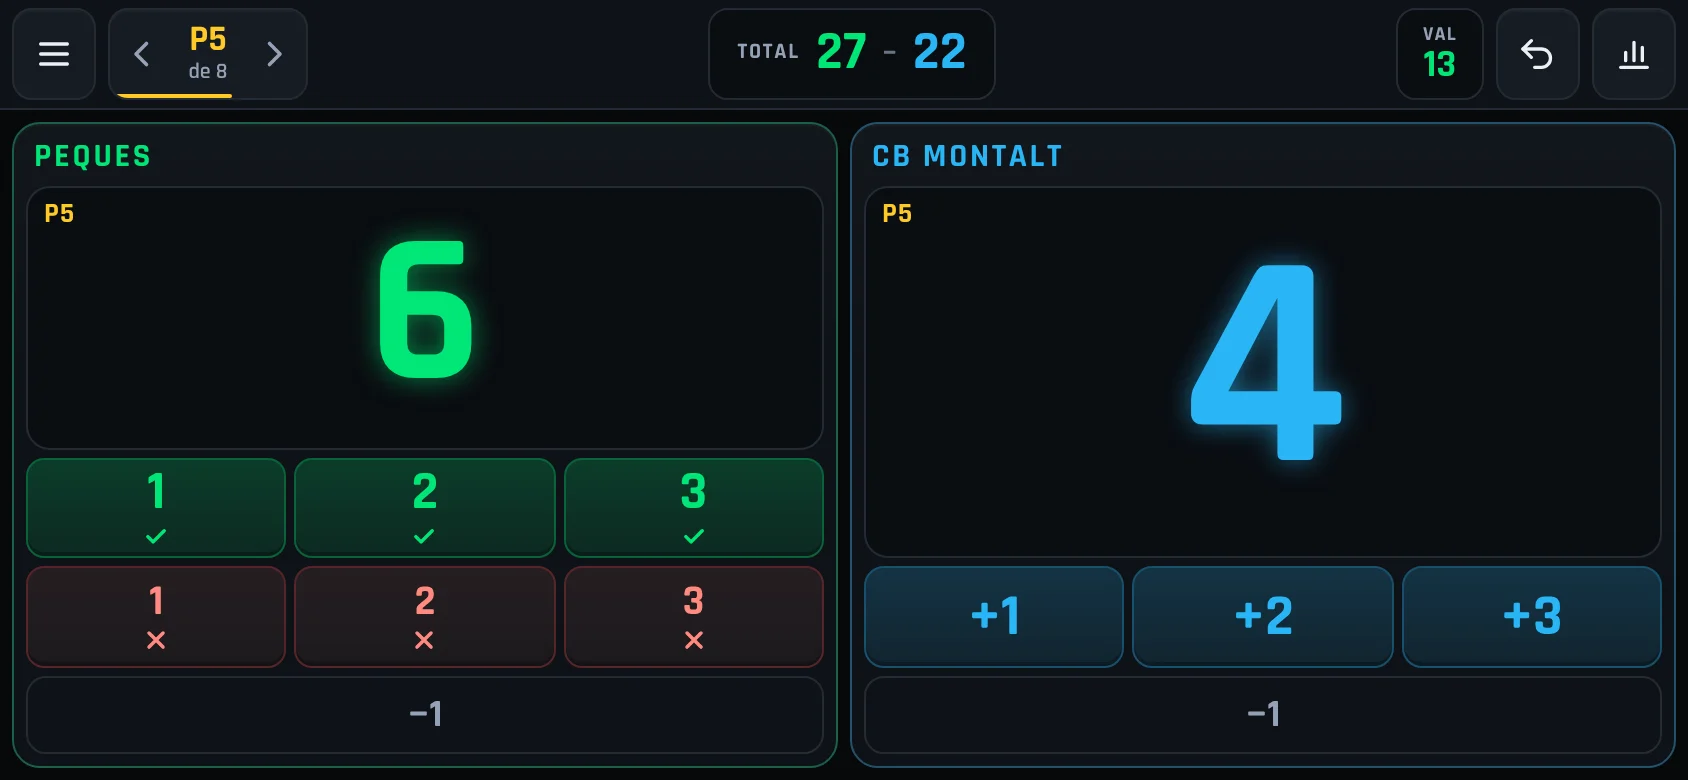 P5
de 8
TOTAL 27 - 22
VAL
13
PEQUES
P5
6
1 2 3
1 2 3
−1
CB MONTALT
P5
4
+1 +2 +3
−1